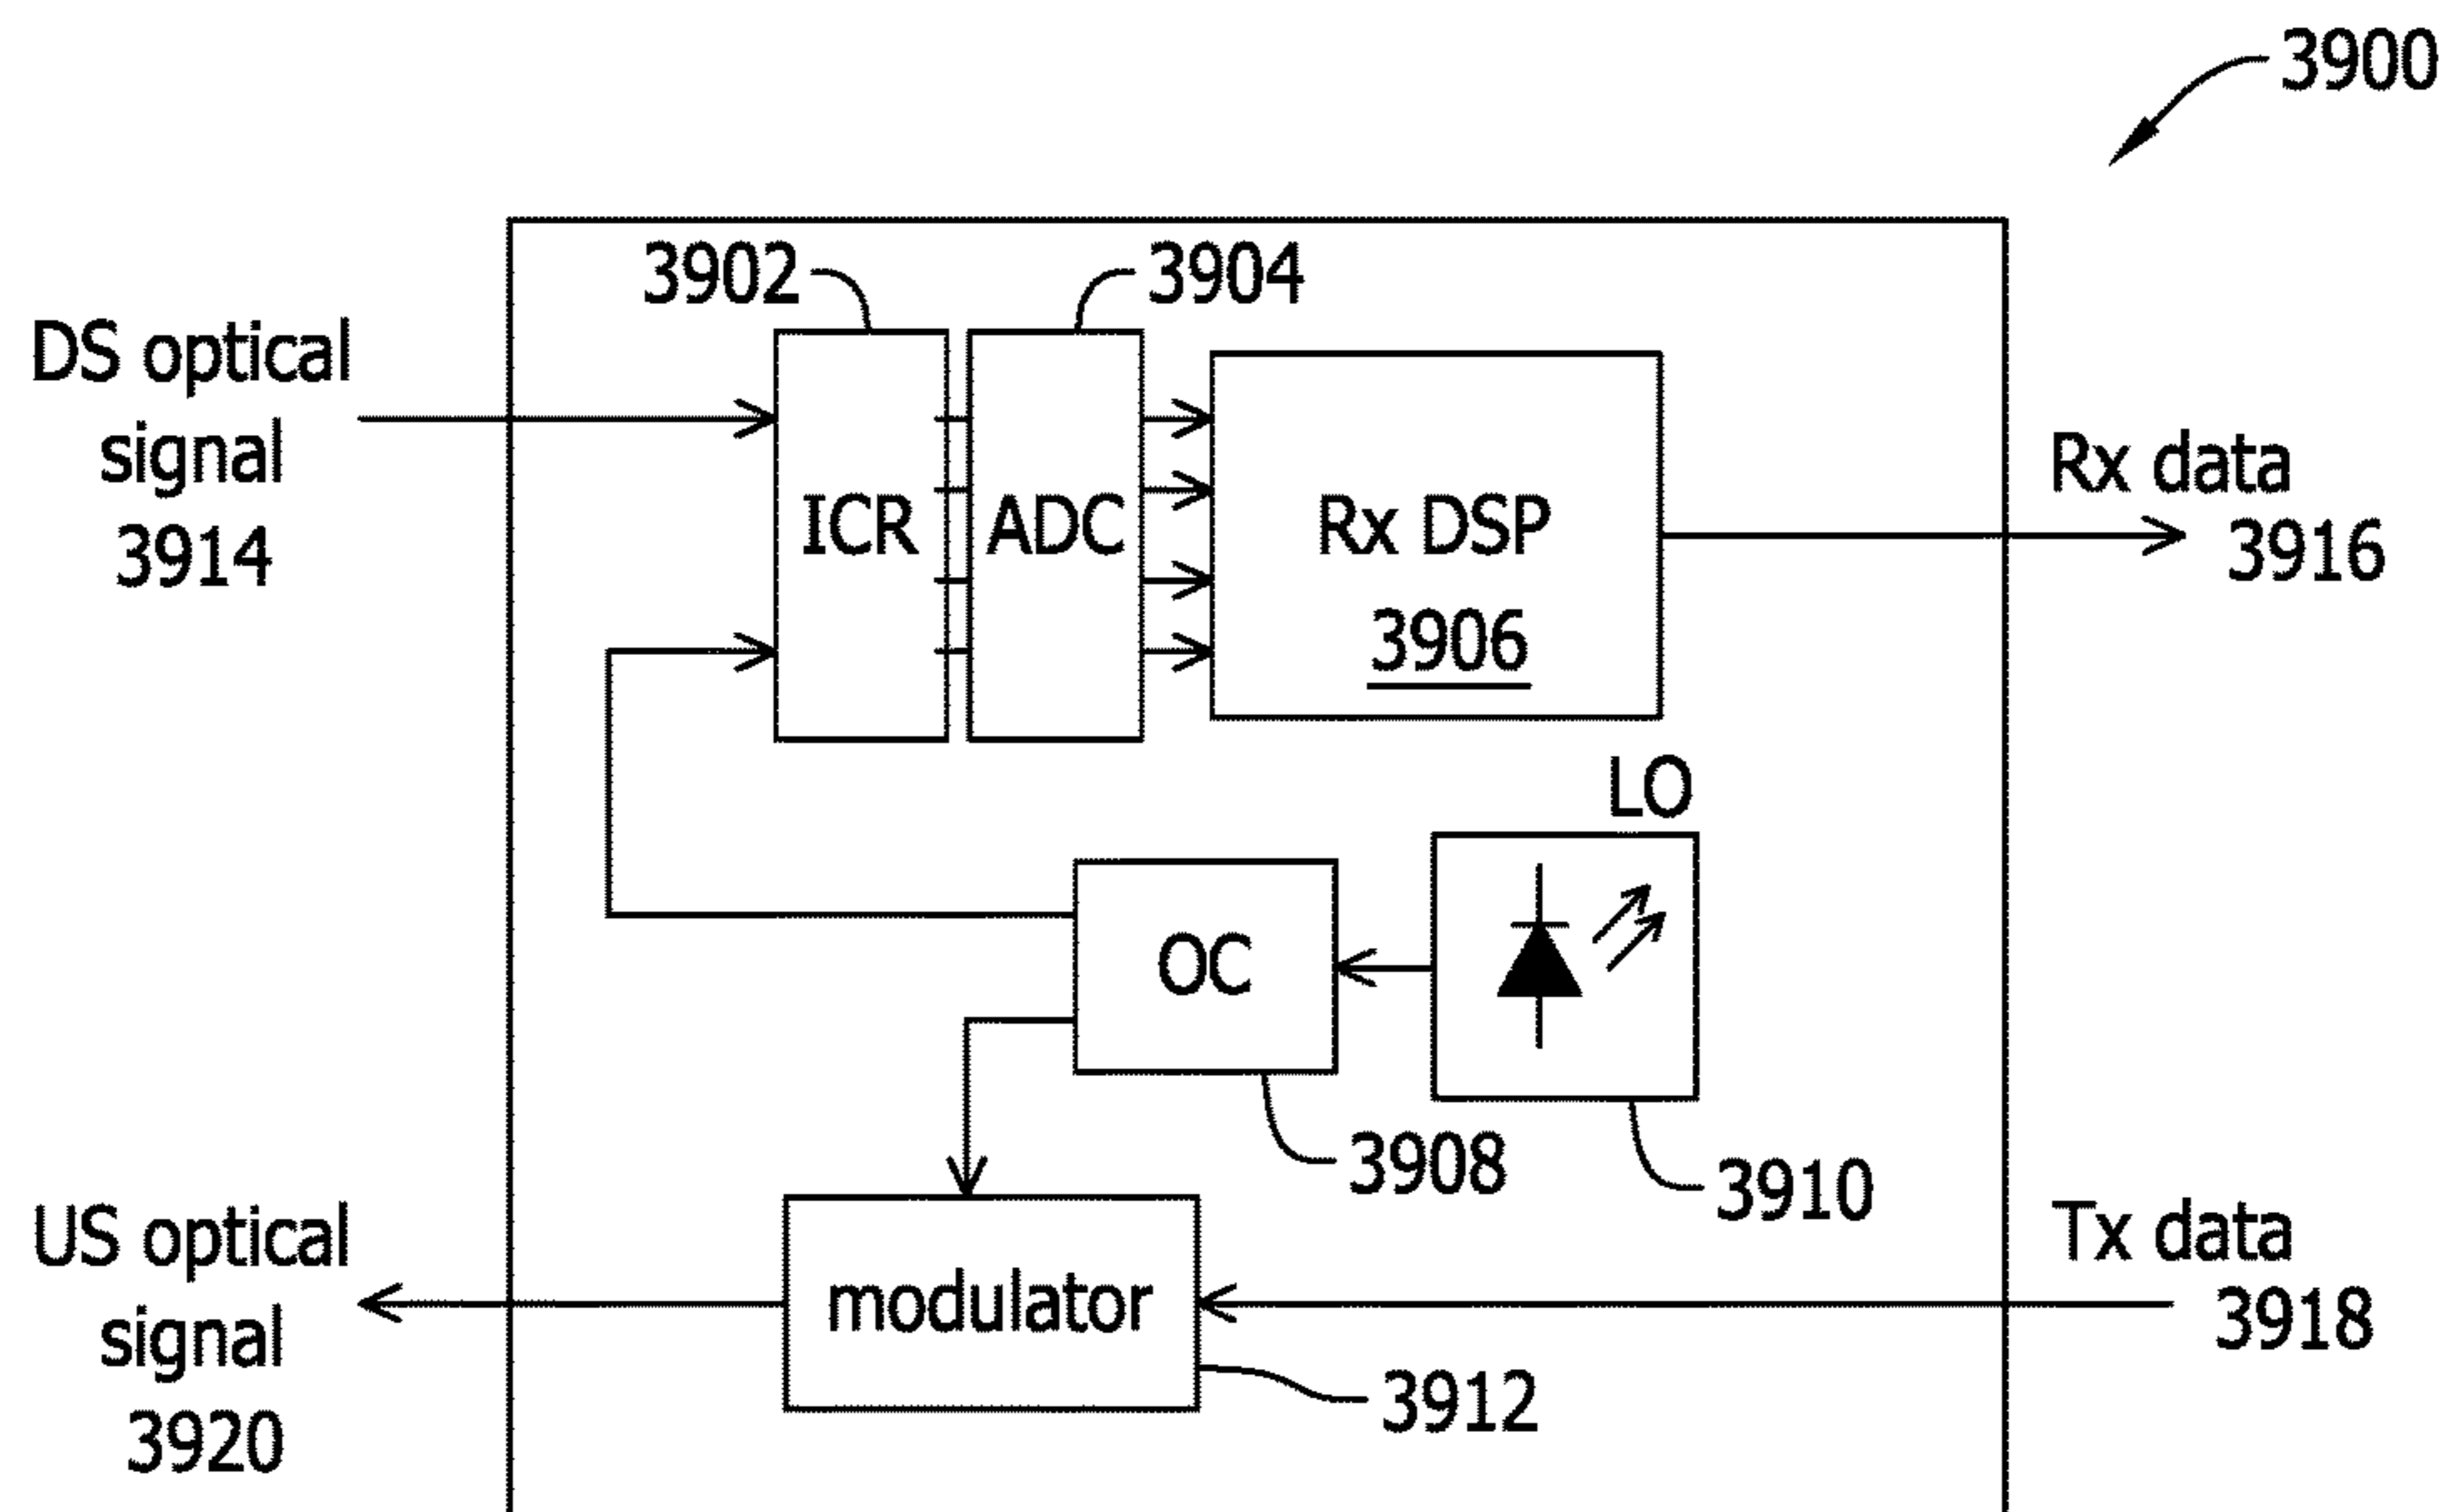 3900
3902
3904
DS optical
signal
3914
ICR
ADC
Rx DSP
3906
Rx data
3916
LO
OC
3908
3910
US optical
signal
3920
modulator
3912
Tx data
3918